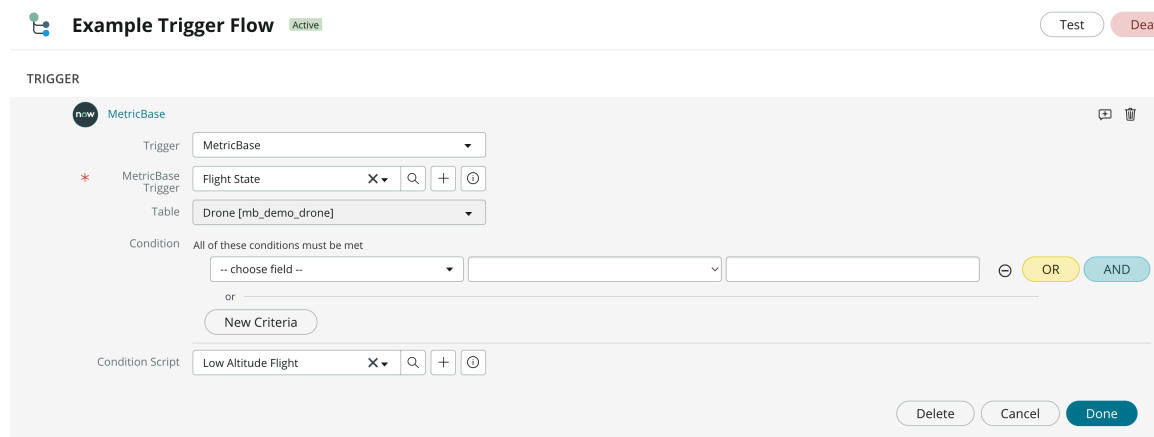 Example Trigger Flow Active Test Dea
TRIGGER
now MetricBase
Trigger MetricBase
* MetricBase Trigger Flight State
Table Drone [mb_demo_drone]
Condition All of these conditions must be met
-- choose field -- OR AND
or
New Criteria
Condition Script Low Altitude Flight
Delete Cancel Done